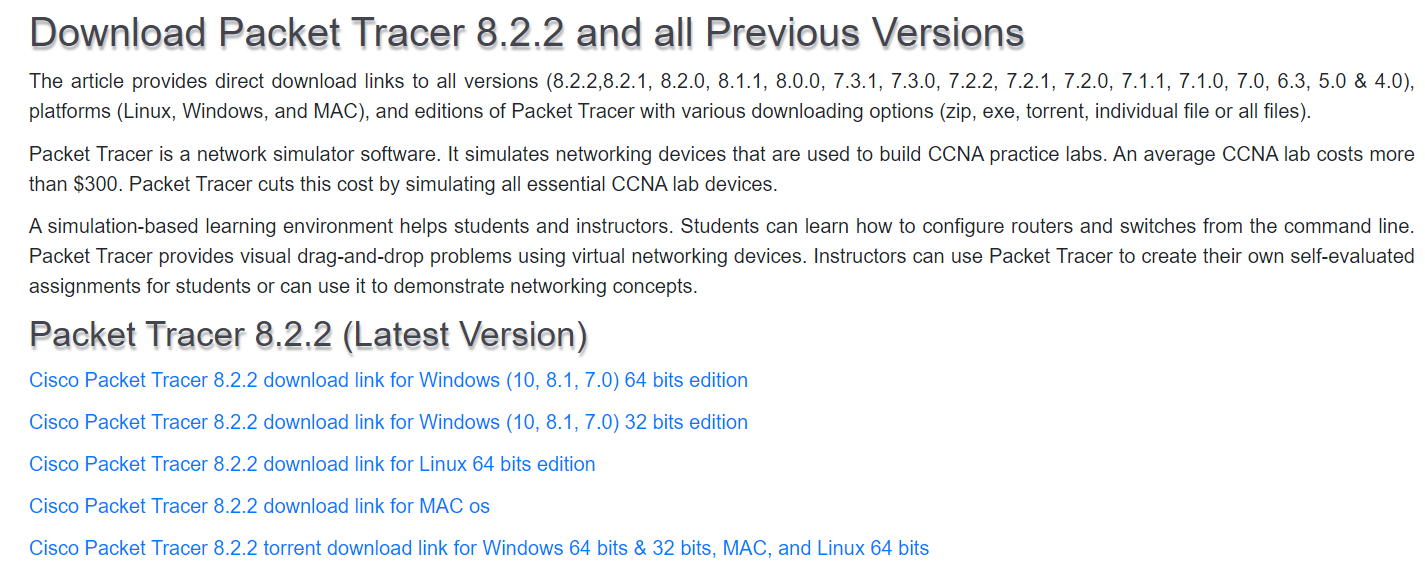 Download Packet Tracer 8.2.2 and all Previous Versions
The article provides direct download links to all versions (8.2.2,8.2.1, 8.2.0, 8.1.1, 8.0.0, 7.3.1, 7.3.0, 7.2.2, 7.2.1, 7.2.0, 7.1.1, 7.1.0, 7.0, 6.3, 5.0 & 4.0),
platforms (Linux, Windows, and MAC), and editions of Packet Tracer with various downloading options (zip, exe, torrent, individual file or all files).
Packet Tracer is a network simulator software. It simulates networking devices that are used to build CCNA practice labs. An average CCNA lab costs more
than $300. Packet Tracer cuts this cost by simulating all essential CCNA lab devices.
A simulation-based learning environment helps students and instructors. Students can learn how to configure routers and switches from the command line.
Packet Tracer provides visual drag-and-drop problems using virtual networking devices. Instructors can use Packet Tracer to create their own self-evaluated
assignments for students or can use it to demonstrate networking concepts.
Packet Tracer 8.2.2 (Latest Version)
Cisco Packet Tracer 8.2.2 download link for Windows (10, 8.1, 7.0) 64 bits edition
Cisco Packet Tracer 8.2.2 download link for Windows (10, 8.1, 7.0) 32 bits edition
Cisco Packet Tracer 8.2.2 download link for Linux 64 bits edition
Cisco Packet Tracer 8.2.2 download link for MAC os
Cisco Packet Tracer 8.2.2 torrent download link for Windows 64 bits & 32 bits, MAC, and Linux 64 bits